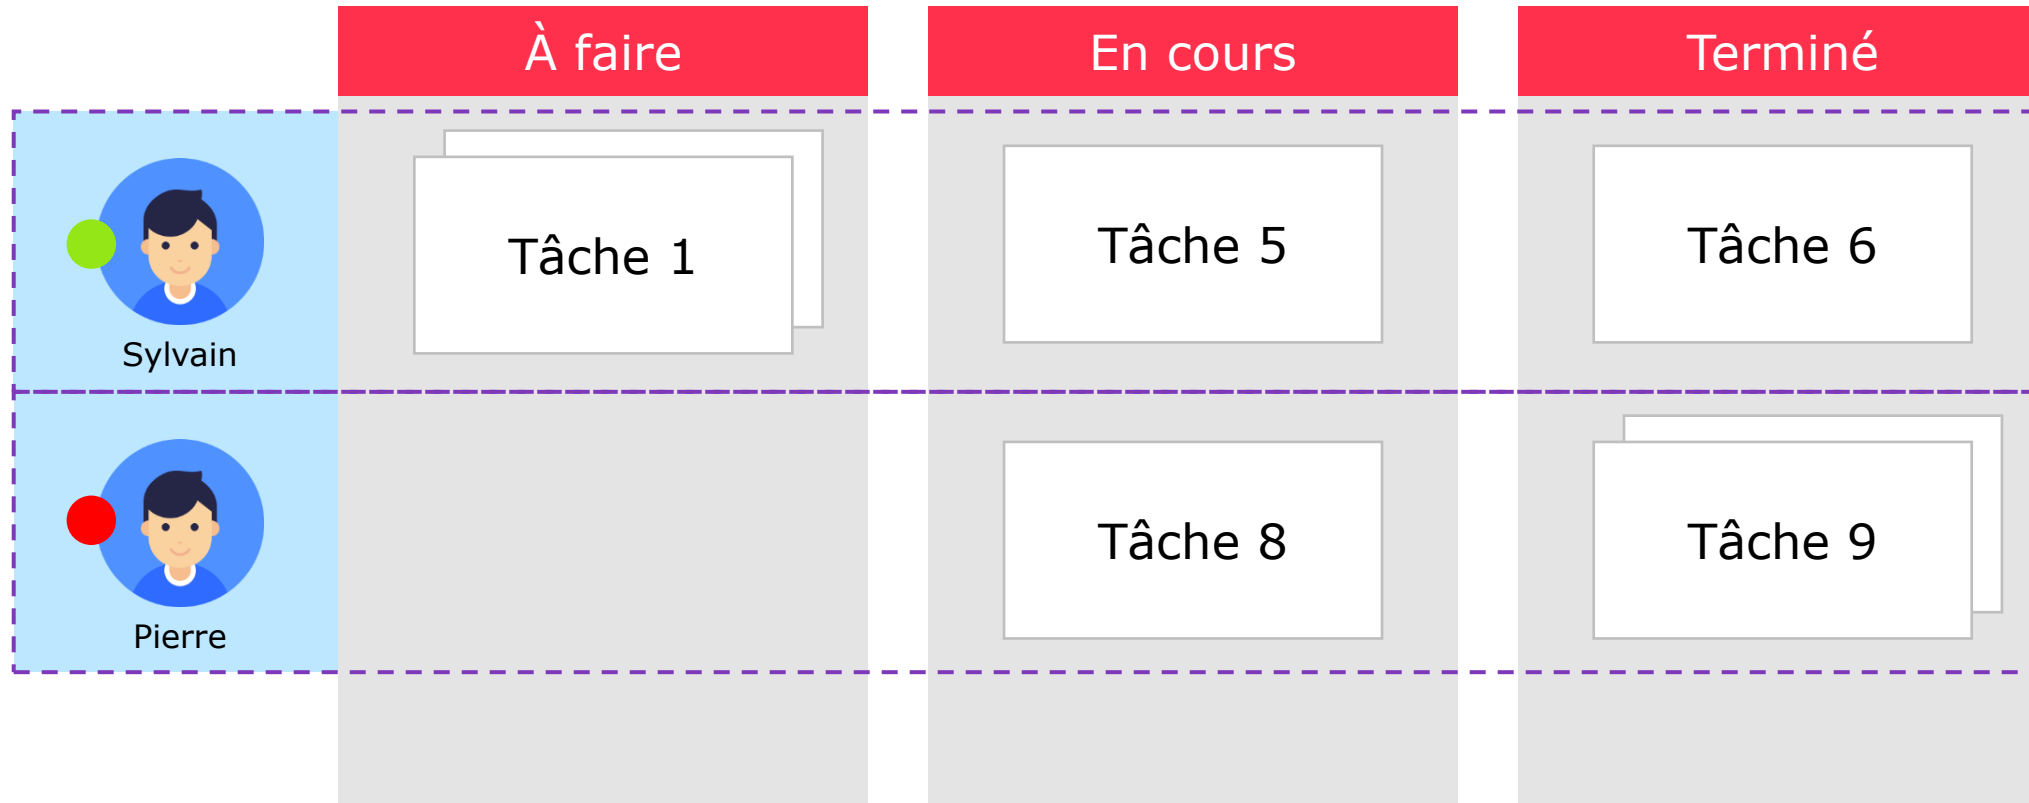 À faire
En cours
Terminé
Sylvain
Tâche 1
Tâche 5
Tâche 6
Pierre
Tâche 8
Tâche 9